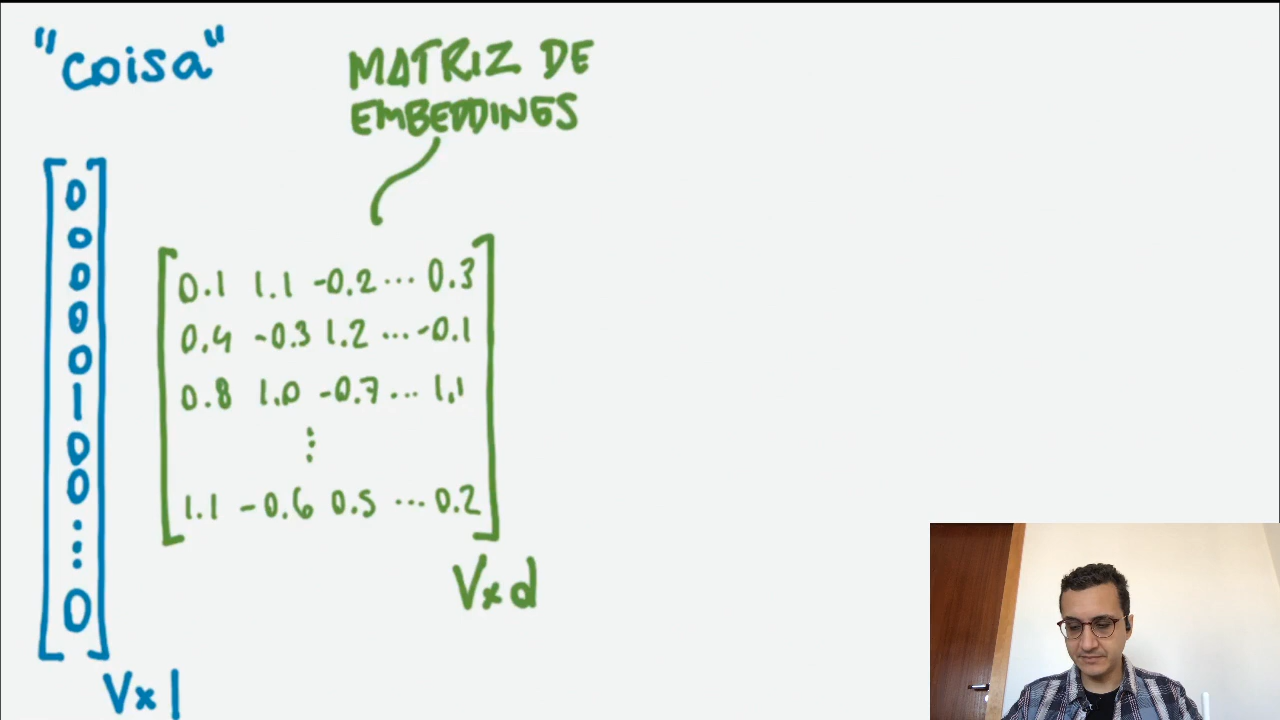 "coisa"
MATRIZ DE
EMBEDDINGS
0
0
0
0
0
1
0
0
⋮
0
V×1
0.1 1.1 -0.2 ... 0.3
0.4 -0.3 1.2 ... -0.1
0.8 1.0 -0.7 ... 1.1
⋮
1.1 -0.6 0.5 ... 0.2
V×d